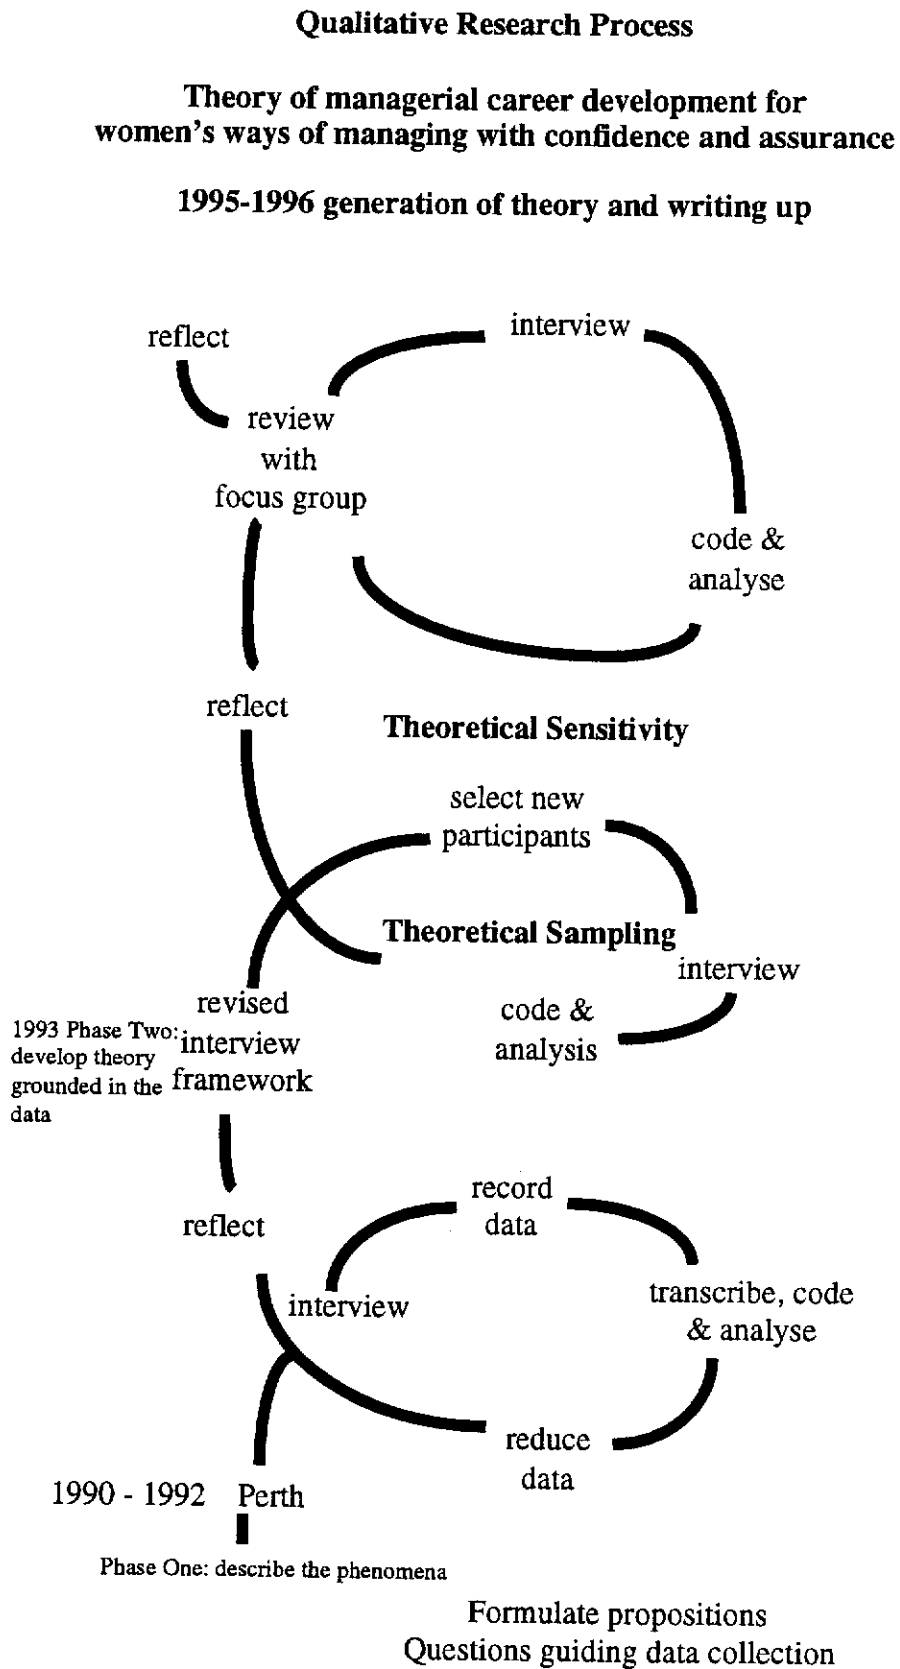 Qualitative Research Process
Theory of managerial career development for
women's ways of managing with confidence and assurance
1995-1996 generation of theory and writing up
reflect
interview
review
with
focus group
code &
analyse
reflect
Theoretical Sensitivity
select new
participants
Theoretical Sampling
interview
code &
analysis
revised
interview
framework
1993 Phase Two:
develop theory
grounded in the
data
reflect
record
data
interview
transcribe, code
& analyse
reduce
data
1990 - 1992 Perth
Phase One: describe the phenomena
Formulate propositions
Questions guiding data collection